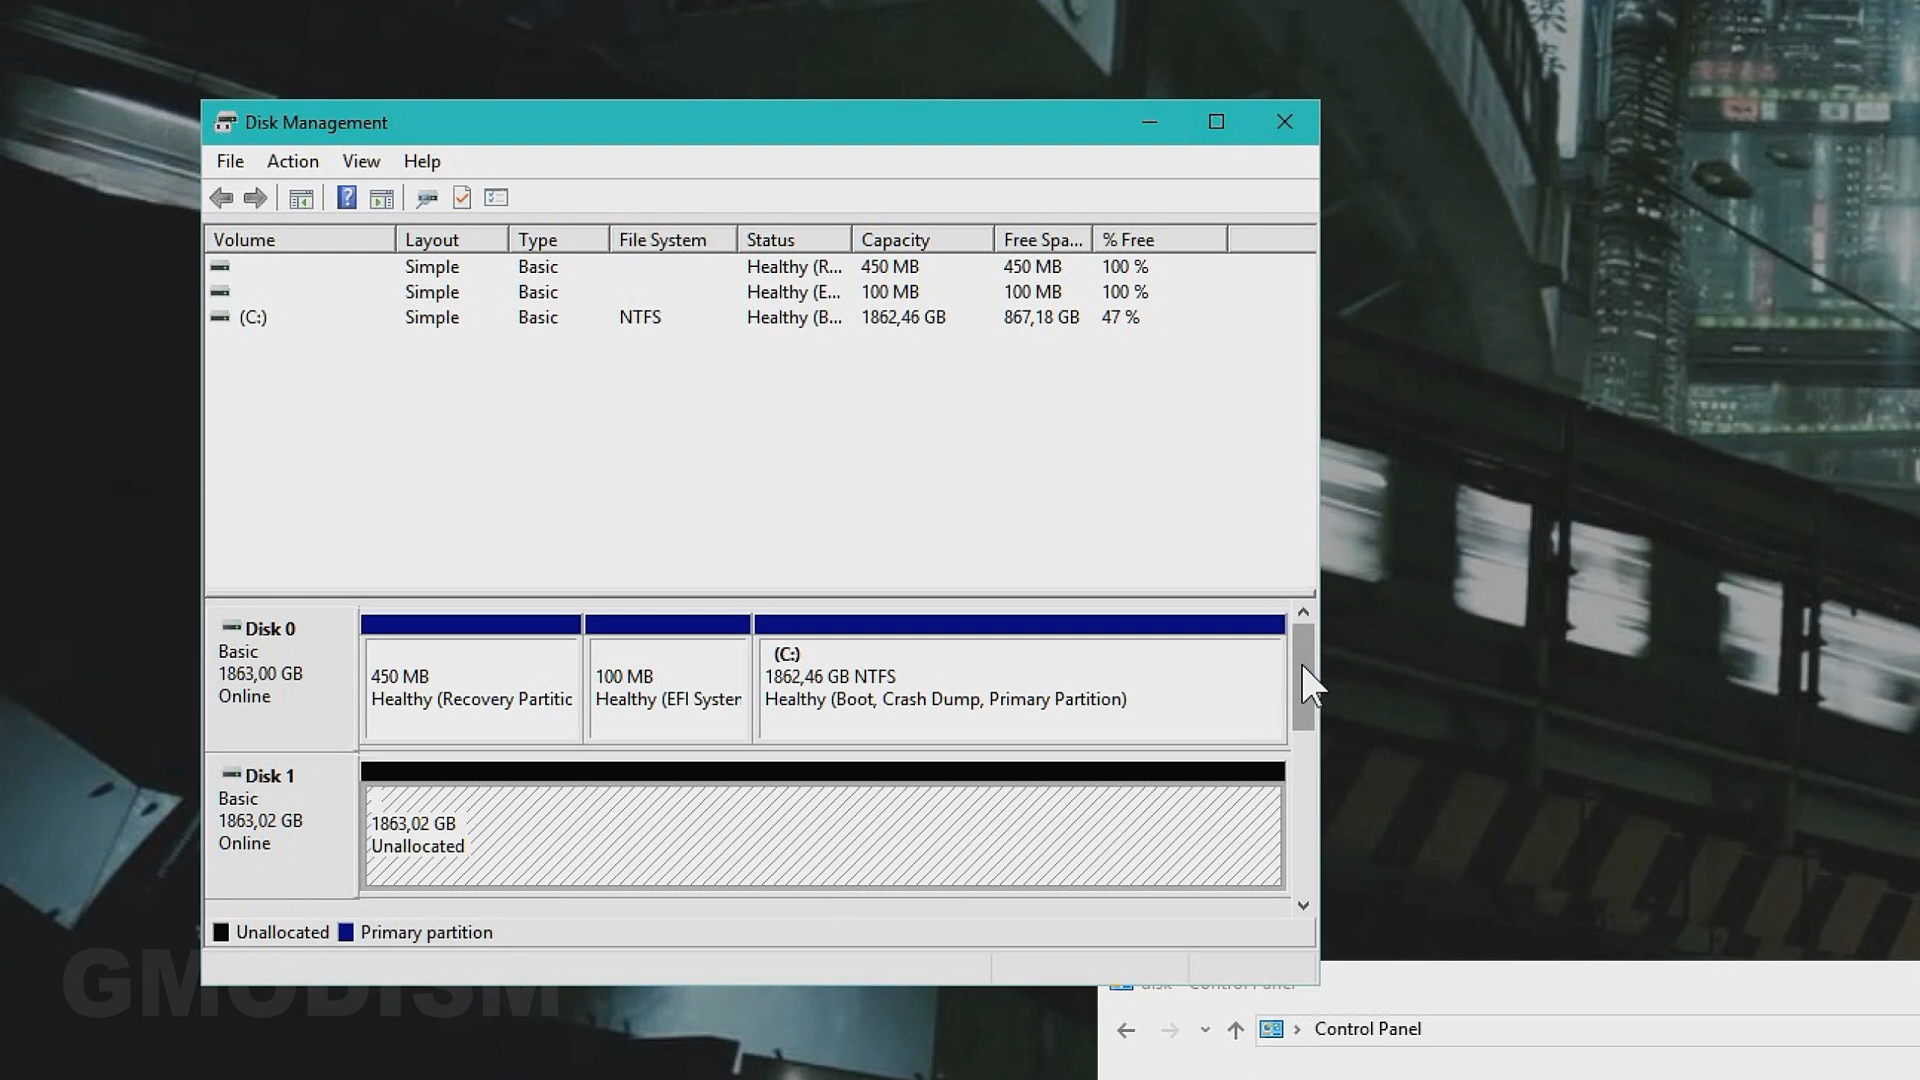 Disk Management
File Action View Help
Volume Layout Type File System Status Capacity Free Spa... % Free
Simple Basic Healthy (R... 450 MB 450 MB 100 %
Simple Basic Healthy (E... 100 MB 100 MB 100 %
(C:) Simple Basic NTFS Healthy (B... 1862,46 GB 867,18 GB 47 %
Disk 0
Basic
1863,00 GB
Online
450 MB
Healthy (Recovery Partitic
100 MB
Healthy (EFI Syster
(C:)
1862,46 GB NTFS
Healthy (Boot, Crash Dump, Primary Partition)
Disk 1
Basic
1863,02 GB
Online
1863,02 GB
Unallocated
Unallocated Primary partition
GMODISM
disk - Control Panel
Control Panel